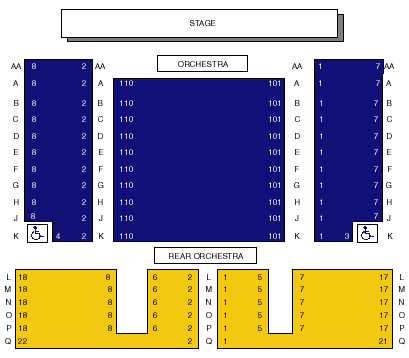 STAGE
ORCHESTRA
AA 8 2 AA AA 1 7 AA
A 8 2 A 110 101 A 1 7 A
B 8 2 B 110 101 B 1 7 B
C 8 2 C 110 101 C 1 7 C
D 8 2 D 110 101 D 1 7 D
E 8 2 E 110 101 E 1 7 E
F 8 2 F 110 101 F 1 7 F
G 8 2 G 110 101 G 1 7 G
H 8 2 H 110 101 H 1 7 H
J 8 2 J 110 101 J 1 7 J
K 4 2 K 110 101 K 1 3 K
REAR ORCHESTRA
L 18 8 6 2 L 1 5 7 17 L
M 18 8 6 2 M 1 5 7 17 M
N 18 8 6 2 N 1 5 7 17 N
O 18 8 6 2 O 1 5 7 17 O
P 18 8 6 2 P 1 5 7 17 P
Q 22 2 Q 1 21 Q